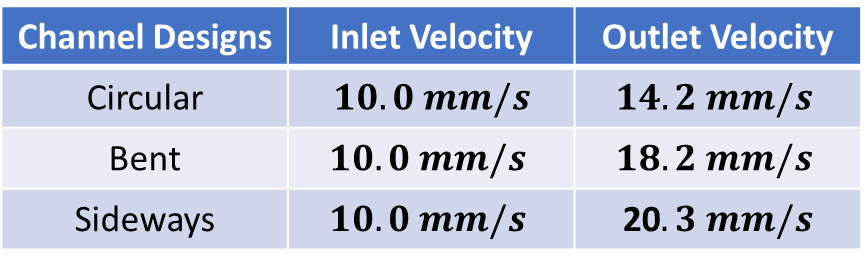 Channel Designs Inlet Velocity Outlet Velocity
Circular 10.0 mm/s 14.2 mm/s
Bent 10.0 mm/s 18.2 mm/s
Sideways 10.0 mm/s 20.3 mm/s